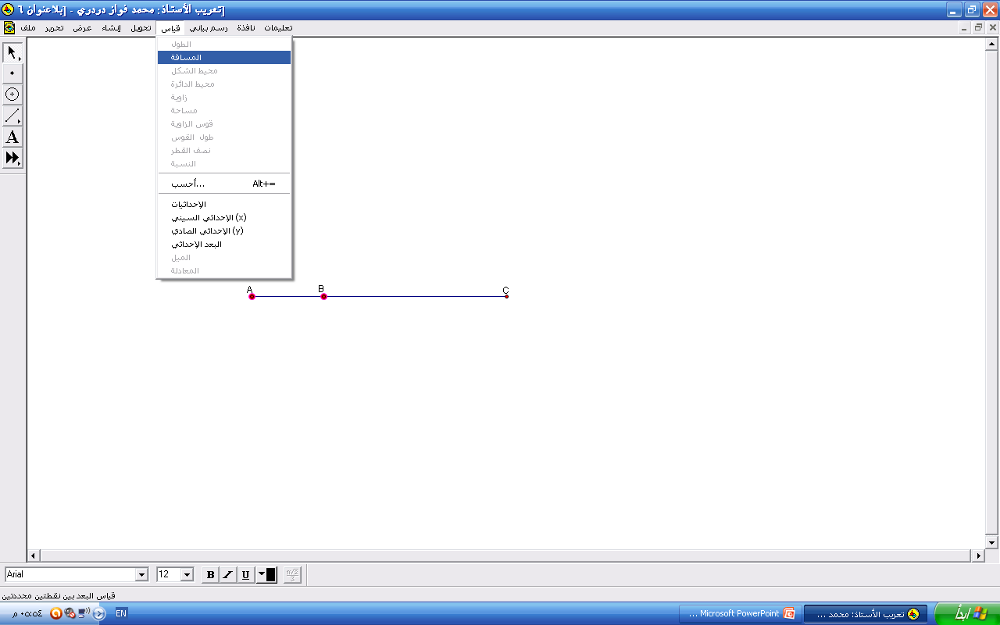 [تعريب الأستاذ: محمد فواز دردري - [بلاعنوان ٦
ملف تحرير عرض إنشاء تحويل قياس رسم بياني نافذة تعليمات
الطول
المسافة
محيط الشكل
محيط الدائرة
زاوية
مساحة
قوس الزاوية
طول القوس
نصف القطر
النسبة
أحسب... Alt+=
الإحداثيات
الإحداثي السيني (x)
الإحداثي الصادي (y)
البعد الإحداثي
الميل
المعادلة
A B C
A
Arial 12 B I U
قياس البعد بين نقطتين محددتين
ابدأ
تعريب الأستاذ: محمد ...
Microsoft PowerPoint ...
EN
٠٥:٥٤ م